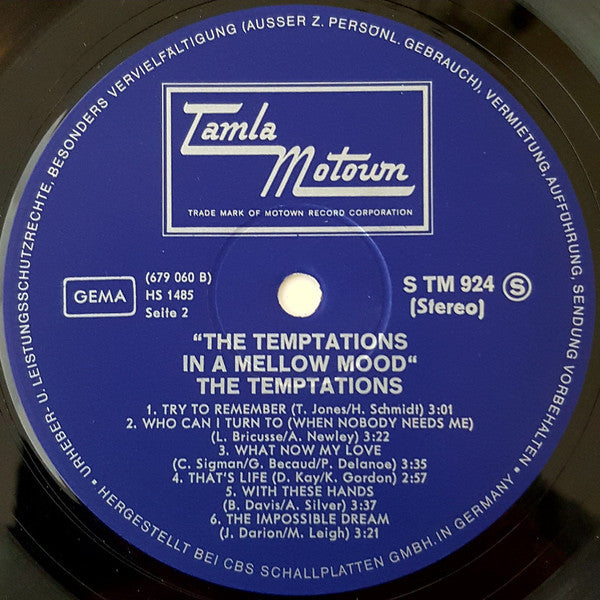 URHEBER- U. LEISTUNGSSCHUTZRECHTE, BESONDERS VERVIELFÄLTIGUNG (AUSSER Z. PERSÖNL. GEBRAUCH), VERMIETUNG, AUFFÜHRUNG, SENDUNG VORBEHALTEN •
Tamla
Motown
TRADE MARK OF MOTOWN RECORD CORPORATION
GEMA
(679 060 B)
HS 1485
Seite 2
S TM 924 Ⓢ
(Stereo)
“THE TEMPTATIONS
IN A MELLOW MOOD“
THE TEMPTATIONS
1. TRY TO REMEMBER (T. Jones/H. Schmidt) 3:01
2. WHO CAN I TURN TO (WHEN NOBODY NEEDS ME)
(L. Bricusse/A. Newley) 3:22
3. WHAT NOW MY LOVE
(C. Sigman/G. Becaud/P. Delanoe) 3:35
4. THAT'S LIFE (D. Kay/K. Gordon) 2:57
5. WITH THESE HANDS
(B. Davis/A. Silver) 3:37
6. THE IMPOSSIBLE DREAM
(J. Darion/M. Leigh) 3:21
• HERGESTELLT BEI CBS SCHALLPLATTEN GMBH. IN GERMANY •